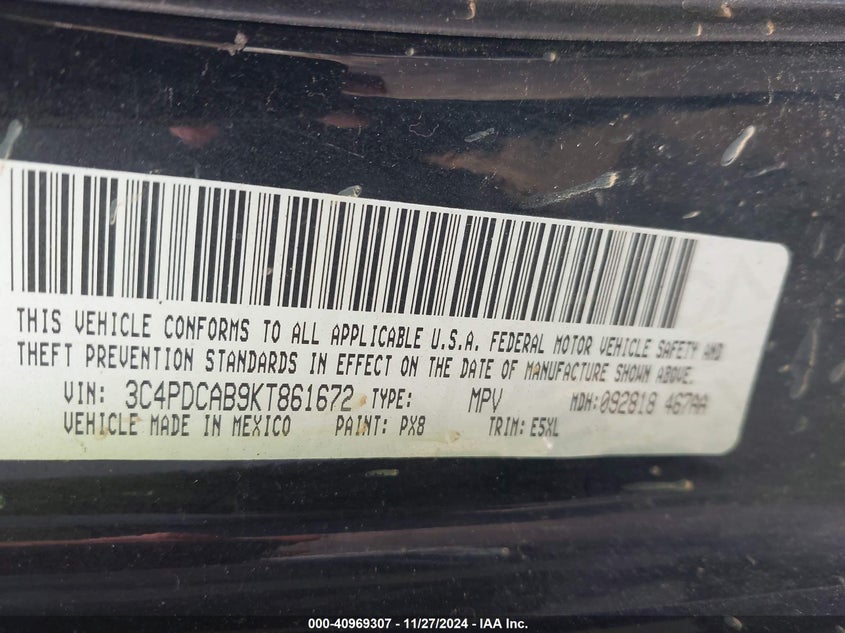 THIS VEHICLE CONFORMS TO ALL APPLICABLE U.S.A. FEDERAL MOTOR VEHICLE SAFETY AND
THEFT PREVENTION STANDARDS IN EFFECT ON THE DATE OF MANUFACTURE SHOWN ABOVE.
VIN: 3C4PDCAB9KT861672 TYPE: MPV MDH:092818 467AA
VEHICLE MADE IN MEXICO PAINT: PX8 TRIM: E5XL
000-40969307 - 11/27/2024 - IAA Inc.